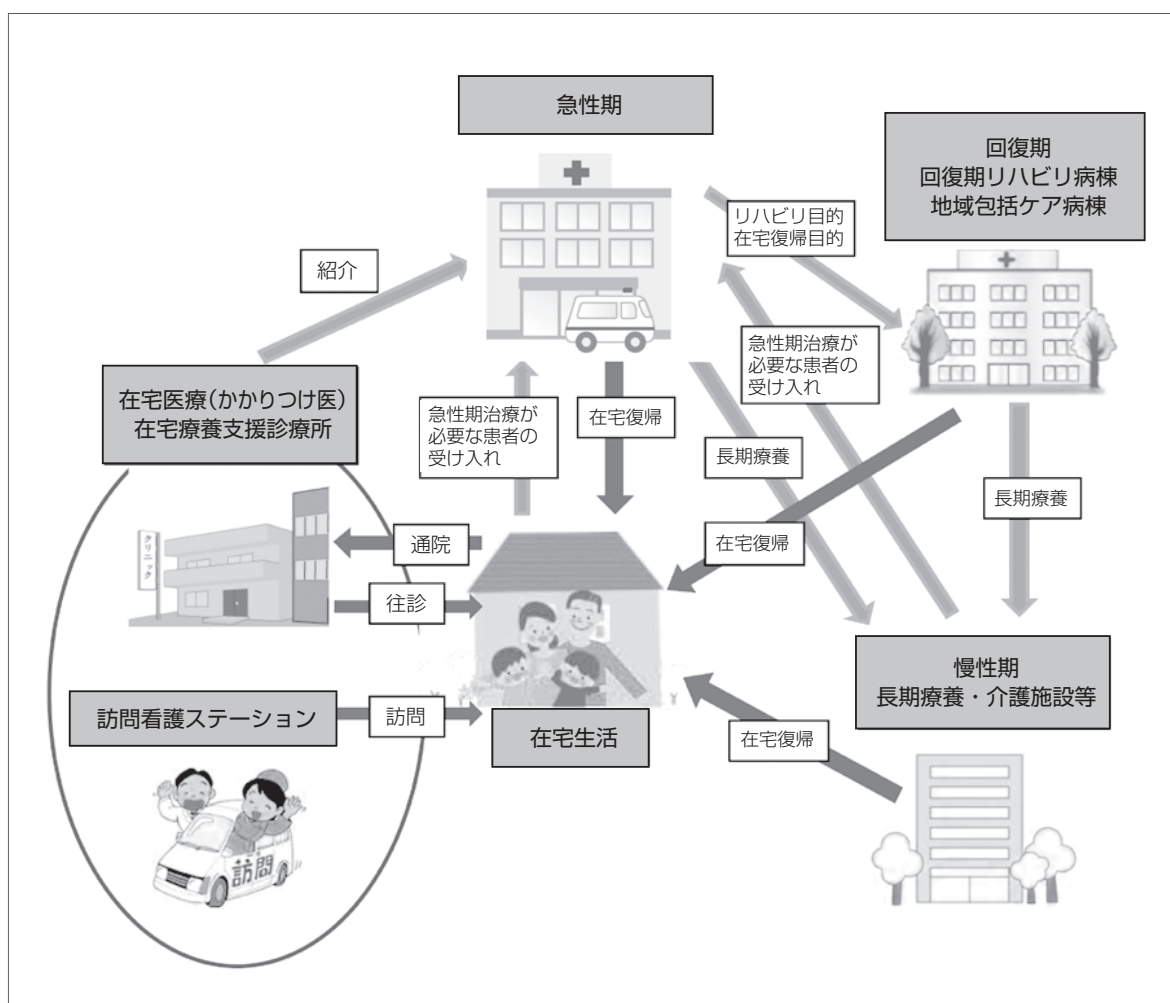 急性期
回復期
回復期リハビリ病棟
地域包括ケア病棟
リハビリ目的
在宅復帰目的
紹介
急性期治療が
必要な患者の
受け入れ
在宅医療(かかりつけ医)
在宅療養支援診療所
急性期治療が
必要な患者の
受け入れ
在宅復帰
長期療養
長期療養
在宅復帰
クリニック
通院
往診
慢性期
長期療養・介護施設等
訪問看護ステーション
訪問
在宅生活
在宅復帰
訪問